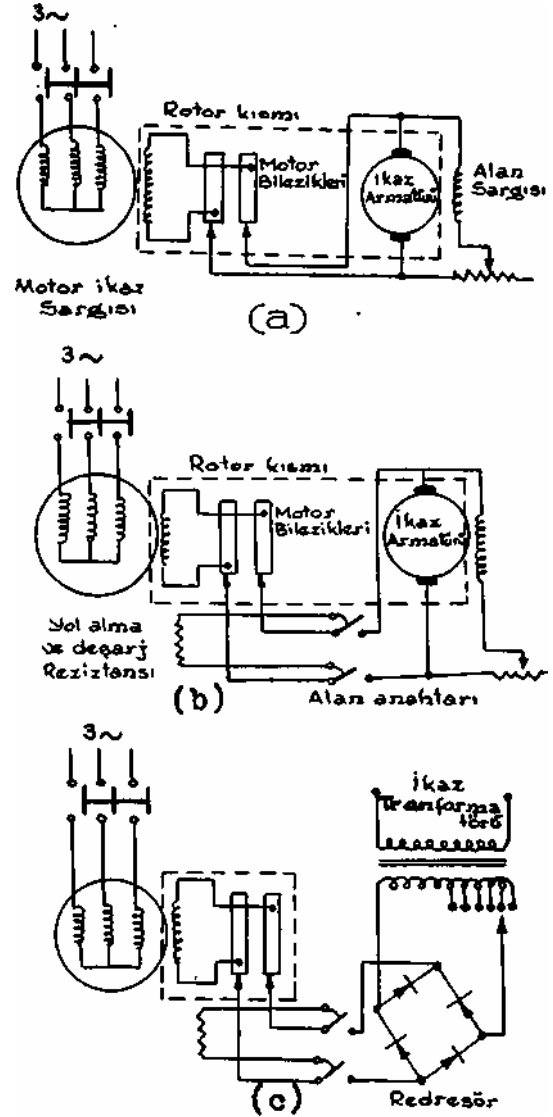 3~
Rotor kısmı
Motor
Bilezikleri
İkaz
Armatürü
Alan
Sargısı
Motor ikaz
Sargısı
(a)
3~
Rotor kısmı
Motor
Bilezikleri
İkaz
Armatürü
Yol alma
ve deşarj
Reziztansı
(b)
Alan anahtarı
3~
İkaz
Tranforma
törü
(c)
Redresör